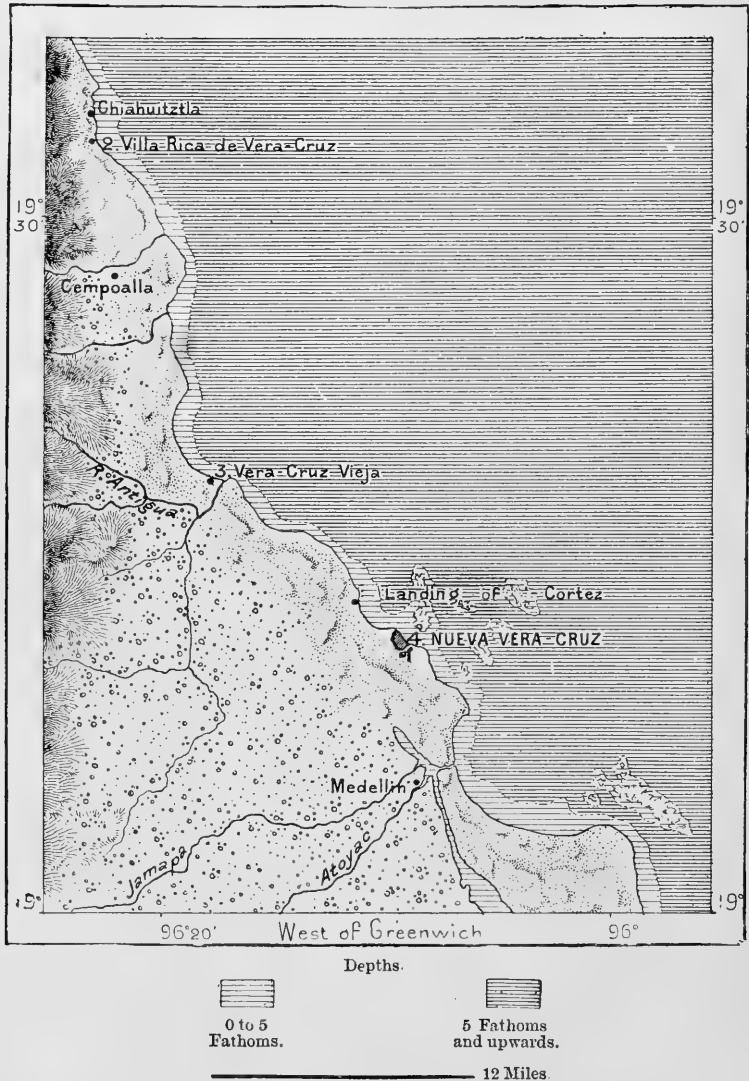 Chiahuitztla
2. Villa-Rica-de Vera-Cruz
19°
30'
19°
30'
Cempoalla
3. Vera-Cruz Vieja
R. Antigua
Landing of Cortez
4. NUEVA VERA-CRUZ
Medellin
Jamapa
Atoyac
19°
19°
96°20' West of Greenwich 96°
Depths.
0 to 5 5 Fathoms
Fathoms. and upwards.
12 Miles.